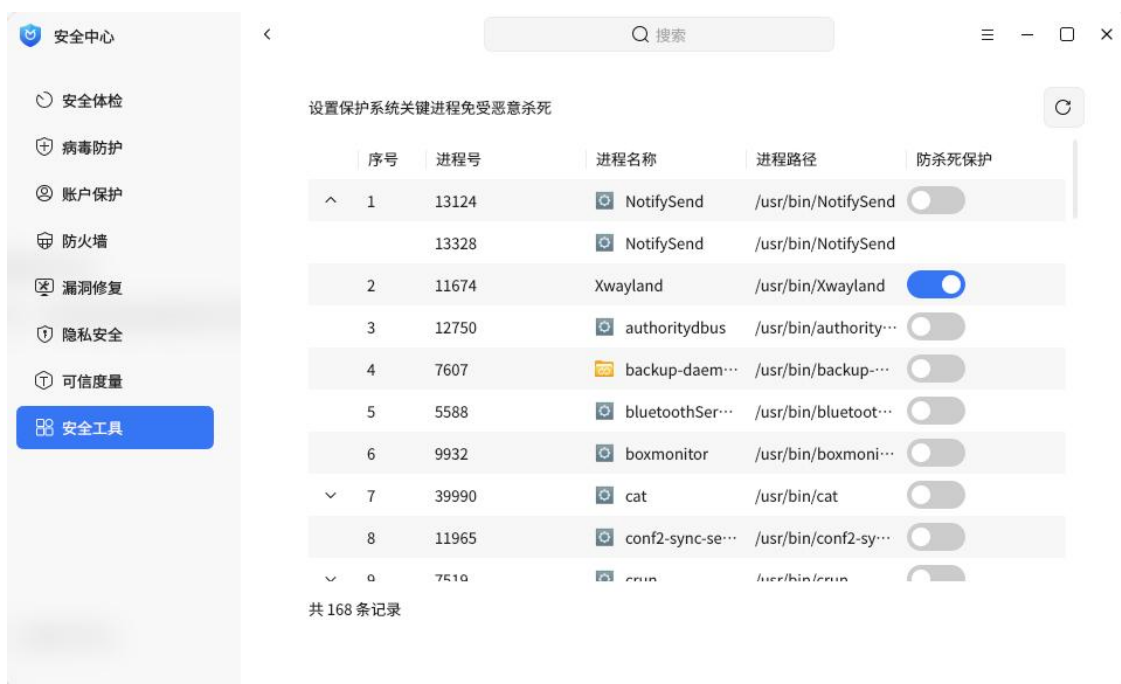 安全中心
搜索
安全体检
病毒防护
账户保护
防火墙
漏洞修复
隐私安全
可信度量
安全工具
设置保护系统关键进程免受恶意杀死
序号 进程号 进程名称 进程路径 防杀死保护
1 13124 NotifySend /usr/bin/NotifySend
13328 NotifySend /usr/bin/NotifySend
2 11674 Xwayland /usr/bin/Xwayland
3 12750 authoritydbus /usr/bin/authority···
4 7607 backup-daem··· /usr/bin/backup-···
5 5588 bluetoothSer··· /usr/bin/bluetoot···
6 9932 boxmonitor /usr/bin/boxmoni···
7 39990 cat /usr/bin/cat
8 11965 conf2-sync-se··· /usr/bin/conf2-sy···
9 7519 crun /usr/bin/crun
共 168 条记录